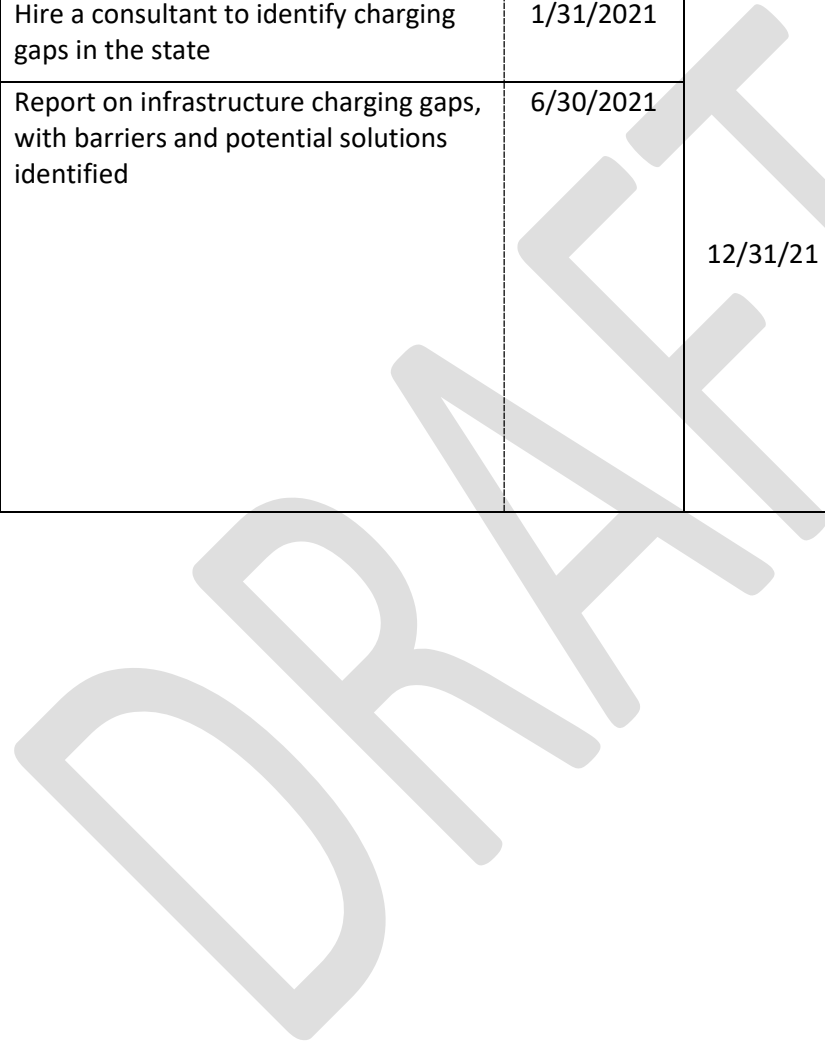 Hire a consultant to identify charging
gaps in the state
1/31/2021
Report on infrastructure charging gaps,
with barriers and potential solutions
identified
6/30/2021
12/31/21
DRAFT